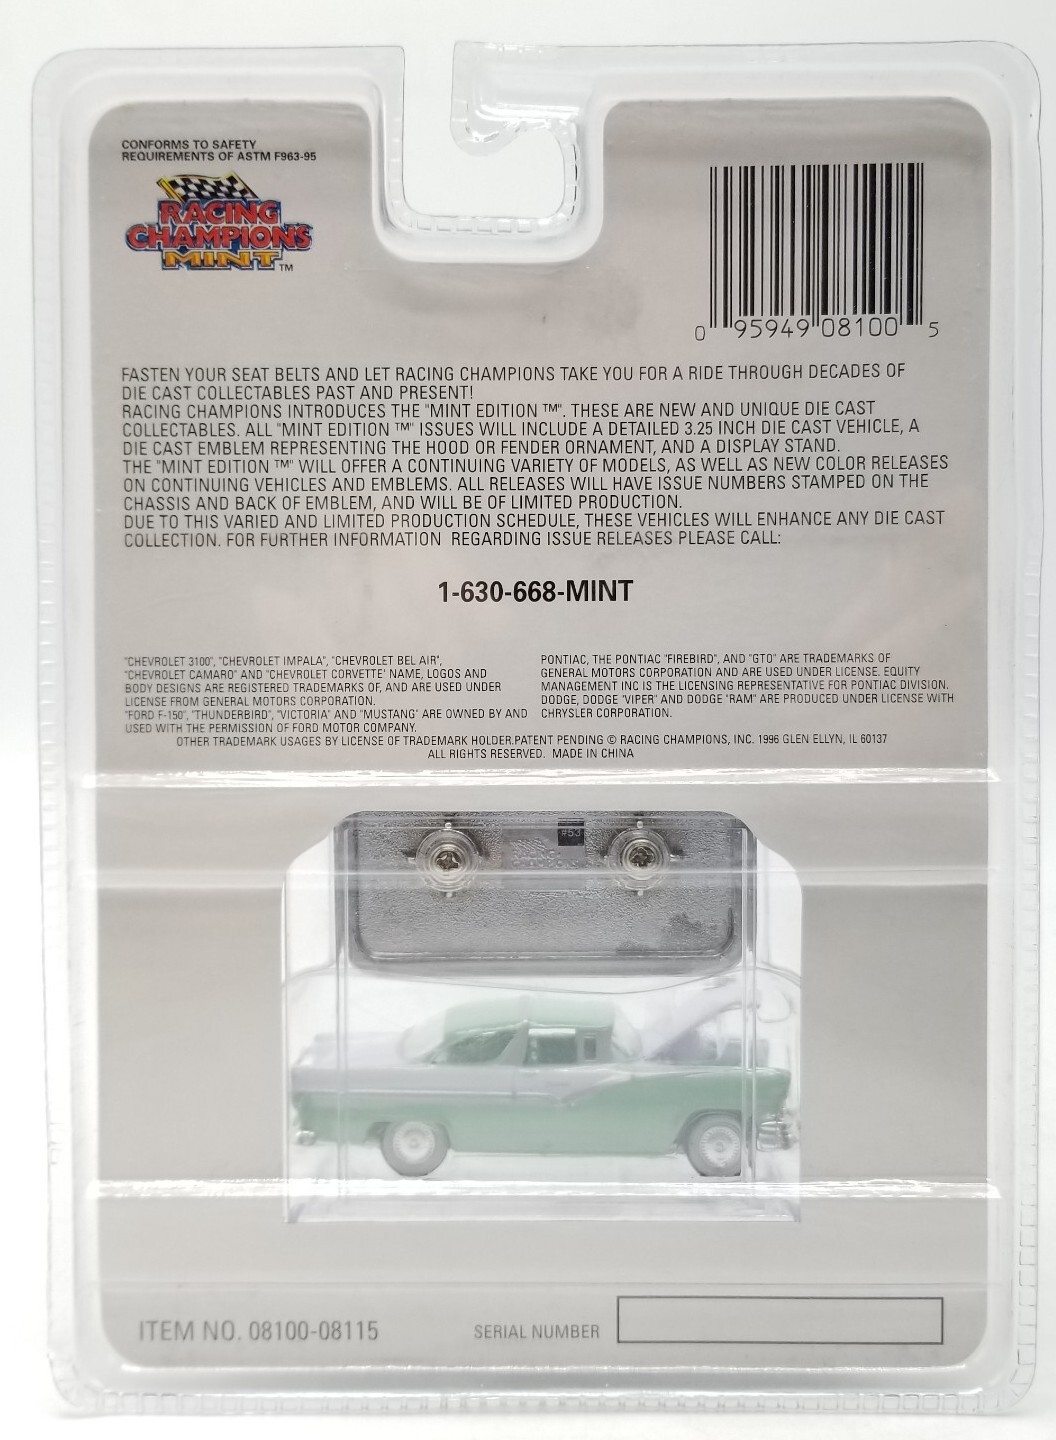 CONFORMS TO SAFETY
REQUIREMENTS OF ASTM F963-95
RACING
CHAMPIONS
MINT™
0 95949 08100 5
FASTEN YOUR SEAT BELTS AND LET RACING CHAMPIONS TAKE YOU FOR A RIDE THROUGH DECADES OF
DIE CAST COLLECTABLES PAST AND PRESENT!
RACING CHAMPIONS INTRODUCES THE "MINT EDITION ™". THESE ARE NEW AND UNIQUE DIE CAST
COLLECTABLES. ALL "MINT EDITION ™" ISSUES WILL INCLUDE A DETAILED 3.25 INCH DIE CAST VEHICLE, A
DIE CAST EMBLEM REPRESENTING THE HOOD OR FENDER ORNAMENT, AND A DISPLAY STAND.
THE "MINT EDITION ™" WILL OFFER A CONTINUING VARIETY OF MODELS, AS WELL AS NEW COLOR RELEASES
ON CONTINUING VEHICLES AND EMBLEMS. ALL RELEASES WILL HAVE ISSUE NUMBERS STAMPED ON THE
CHASSIS AND BACK OF EMBLEM, AND WILL BE OF LIMITED PRODUCTION.
DUE TO THIS VARIED AND LIMITED PRODUCTION SCHEDULE, THESE VEHICLES WILL ENHANCE ANY DIE CAST
COLLECTION. FOR FURTHER INFORMATION REGARDING ISSUE RELEASES PLEASE CALL:
1-630-668-MINT
"CHEVROLET 3100", "CHEVROLET IMPALA", "CHEVROLET BEL AIR",
"CHEVROLET CAMARO" AND "CHEVROLET CORVETTE' NAME, LOGOS AND
BODY DESIGNS ARE REGISTERED TRADEMARKS OF, AND ARE USED UNDER
LICENSE FROM GENERAL MOTORS CORPORATION.
"FORD F-150", "THUNDERBIRD", "VICTORIA" AND "MUSTANG" ARE OWNED BY AND
USED WITH THE PERMISSION OF FORD MOTOR COMPANY.
PONTIAC, THE PONTIAC "FIREBIRD", AND "GTO" ARE TRADEMARKS OF
GENERAL MOTORS CORPORATION AND ARE USED UNDER LICENSE. EQUITY
MANAGEMENT INC IS THE LICENSING REPRESENTATIVE FOR PONTIAC DIVISION.
DODGE, DODGE "VIPER" AND DODGE "RAM" ARE PRODUCED UNDER LICENSE WITH
CHRYSLER CORPORATION.
OTHER TRADEMARK USAGES BY LICENSE OF TRADEMARK HOLDER.PATENT PENDING © RACING CHAMPIONS, INC. 1996 GLEN ELLYN, IL 60137
ALL RIGHTS RESERVED. MADE IN CHINA
#53
ITEM NO. 08100-08115
SERIAL NUMBER